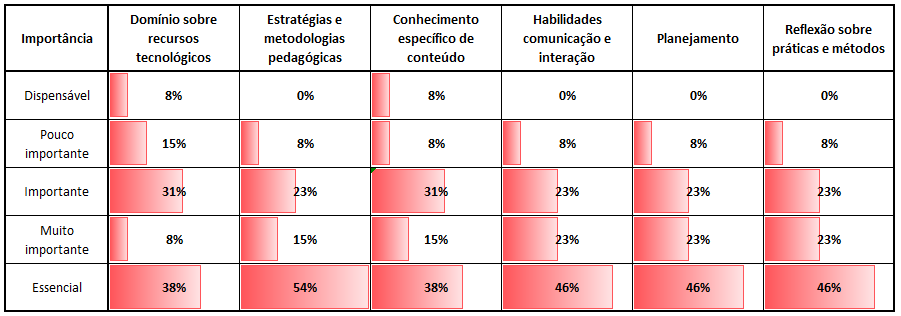 Importância Domínio sobre recursos tecnológicos Estratégias e metodologias pedagógicas Conhecimento específico de conteúdo Habilidades comunicação e interação Planejamento Reflexão sobre práticas e métodos
Dispensável 8% 0% 8% 0% 0% 0%
Pouco importante 15% 8% 8% 8% 8% 8%
Importante 31% 23% 31% 23% 23% 23%
Muito importante 8% 15% 15% 23% 23% 23%
Essencial 38% 54% 38% 46% 46% 46%